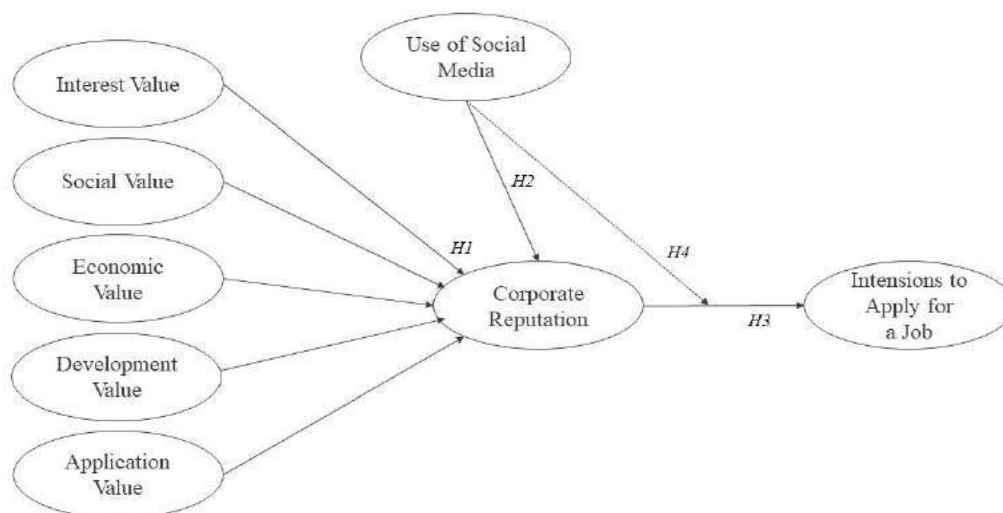 Use of Social
Media
Interest Value
Social Value
Economic
Value
Development
Value
Application
Value
H1
H2
H4
H3
Corporate
Reputation
Intensions to
Apply for
a Job